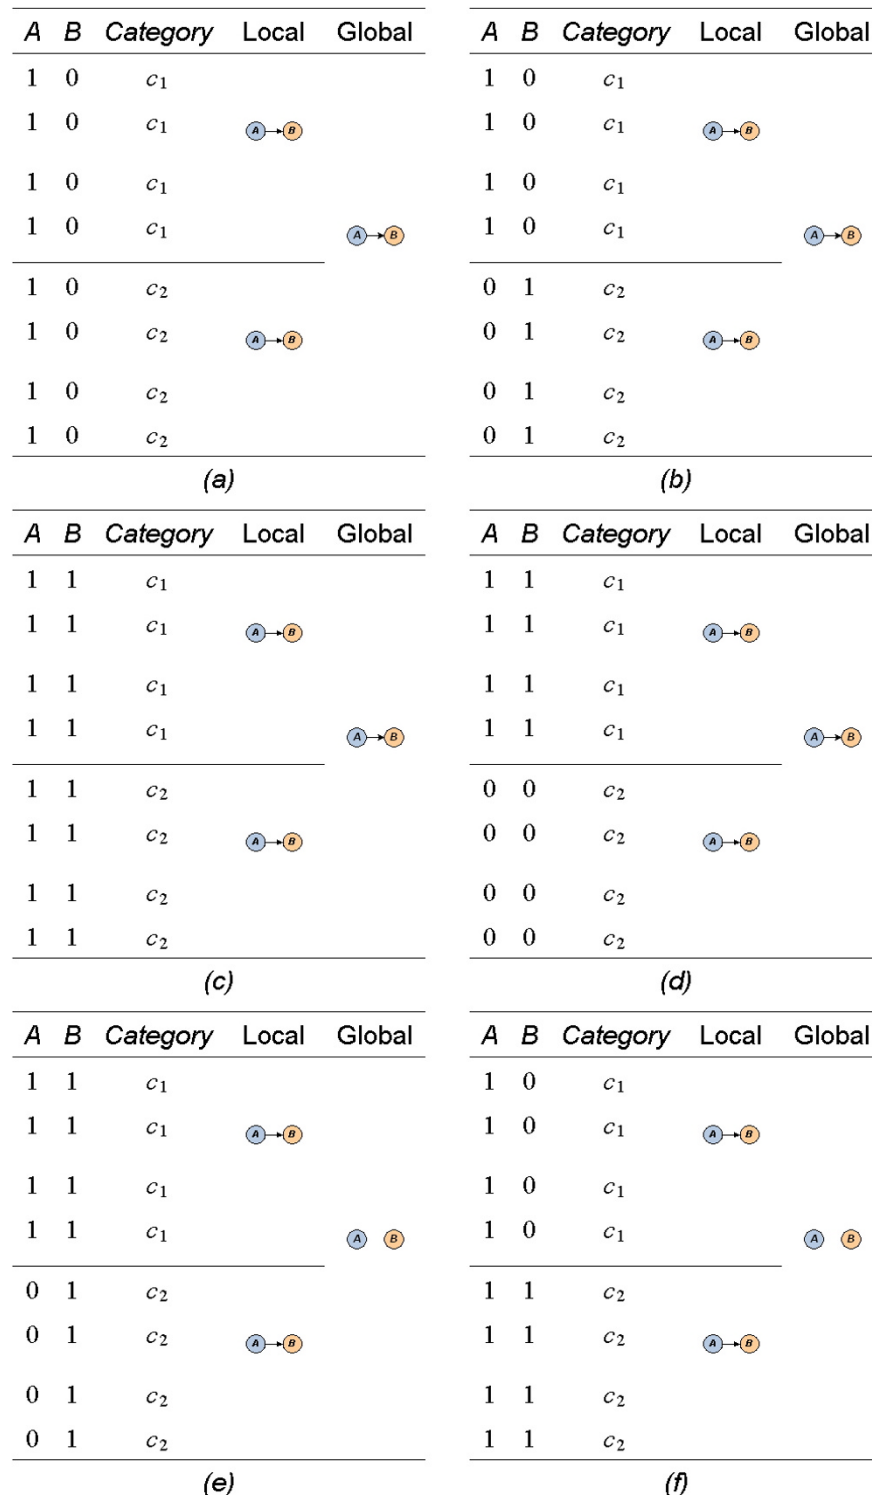 A B Category Local Global
1 0 c1
1 0 c1 A B
1 0 c1
1 0 c1 A B
1 0 c2
1 0 c2 A B
1 0 c2
1 0 c2
(a)
A B Category Local Global
1 0 c1
1 0 c1 A B
1 0 c1
1 0 c1 A B
0 1 c2
0 1 c2 A B
0 1 c2
0 1 c2
(b)
A B Category Local Global
1 1 c1
1 1 c1 A B
1 1 c1
1 1 c1 A B
1 1 c2
1 1 c2 A B
1 1 c2
1 1 c2
(c)
A B Category Local Global
1 1 c1
1 1 c1 A B
1 1 c1
1 1 c1 A B
0 0 c2
0 0 c2 A B
0 0 c2
0 0 c2
(d)
A B Category Local Global
1 1 c1
1 1 c1 A B
1 1 c1
1 1 c1 A B
0 1 c2
0 1 c2 A B
0 1 c2
0 1 c2
(e)
A B Category Local Global
1 0 c1
1 0 c1 A B
1 0 c1
1 0 c1 A B
1 1 c2
1 1 c2 A B
1 1 c2
1 1 c2
(f)